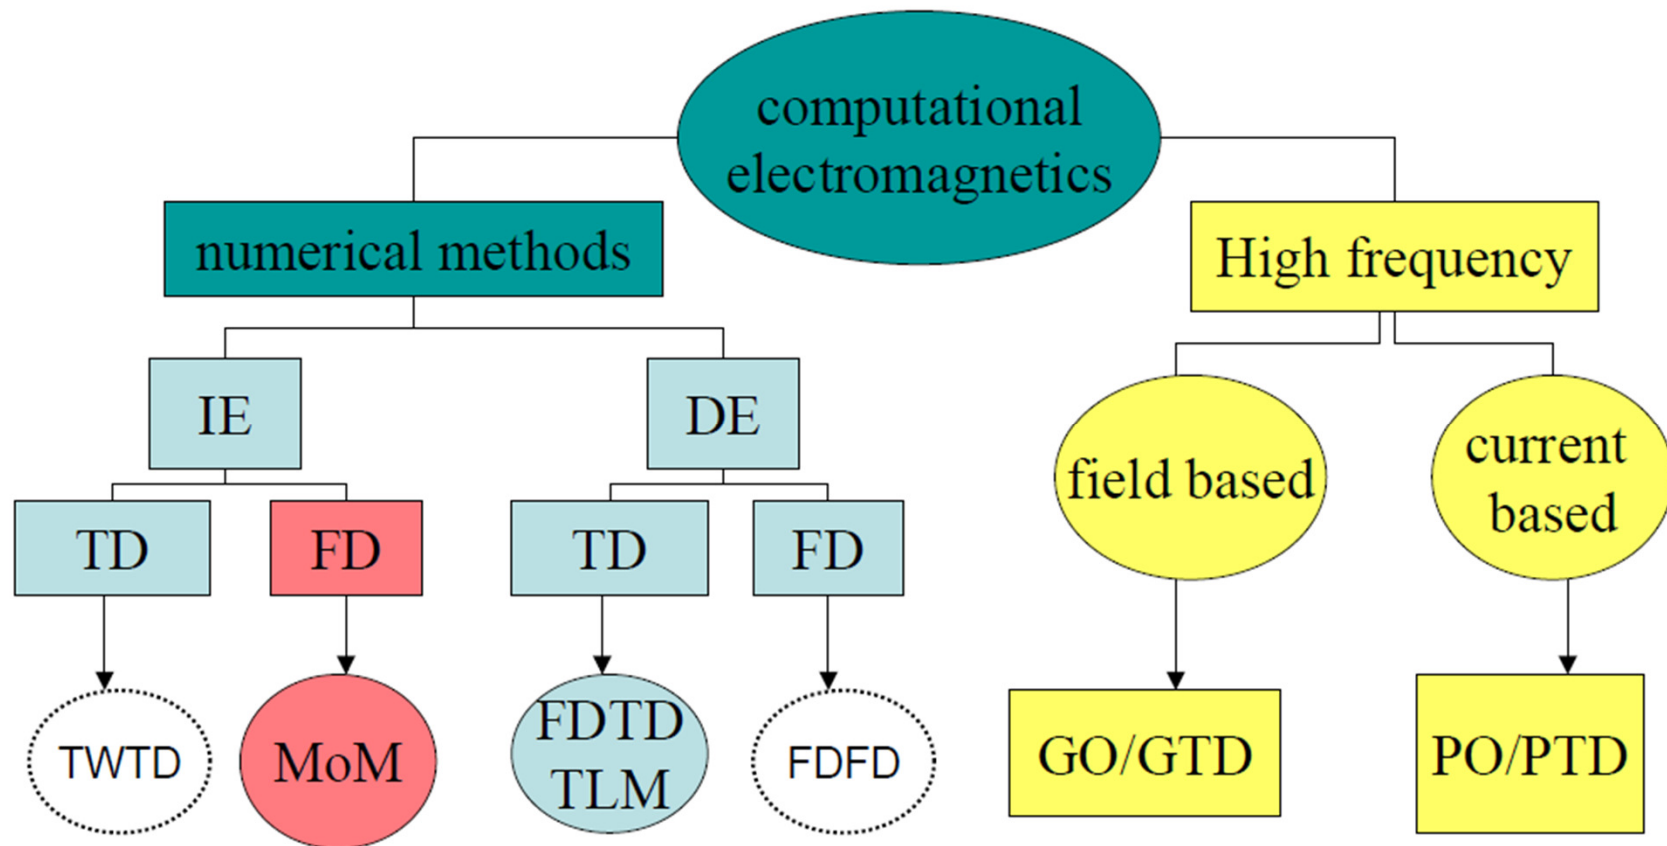 computational
electromagnetics
numerical methods
High frequency
IE
DE
field based
current
based
TD
FD
TD
FD
TWTD
MoM
FDTD
TLM
FDFD
GO/GTD
PO/PTD